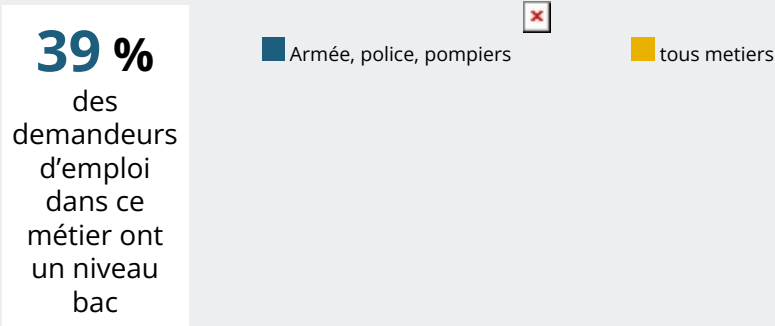 39 %
des
demandeurs
d’emploi
dans ce
métier ont
un niveau
bac
Armée, police, pompiers
tous metiers